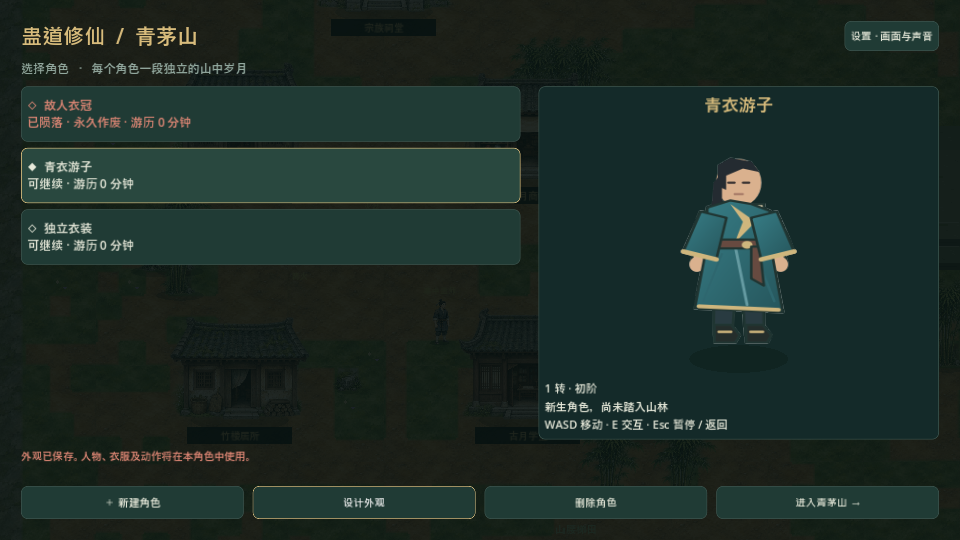 蛊道修仙 / 青茅山
设置 · 画面与声音
选择角色 · 每个角色一段独立的山中岁月
◇ 故人衣冠
已陨落 · 永久作废 · 游历 0 分钟
◆ 青衣游子
可继续 · 游历 0 分钟
◇ 独立衣装
可继续 · 游历 0 分钟
青衣游子
1 转 · 初阶
新生角色，尚未踏入山林
WASD 移动 · E 交互 · Esc 暂停 / 返回
外观已保存。人物、衣服及动作将在本角色中使用。
+ 新建角色
设计外观
删除角色
进入青茅山 →